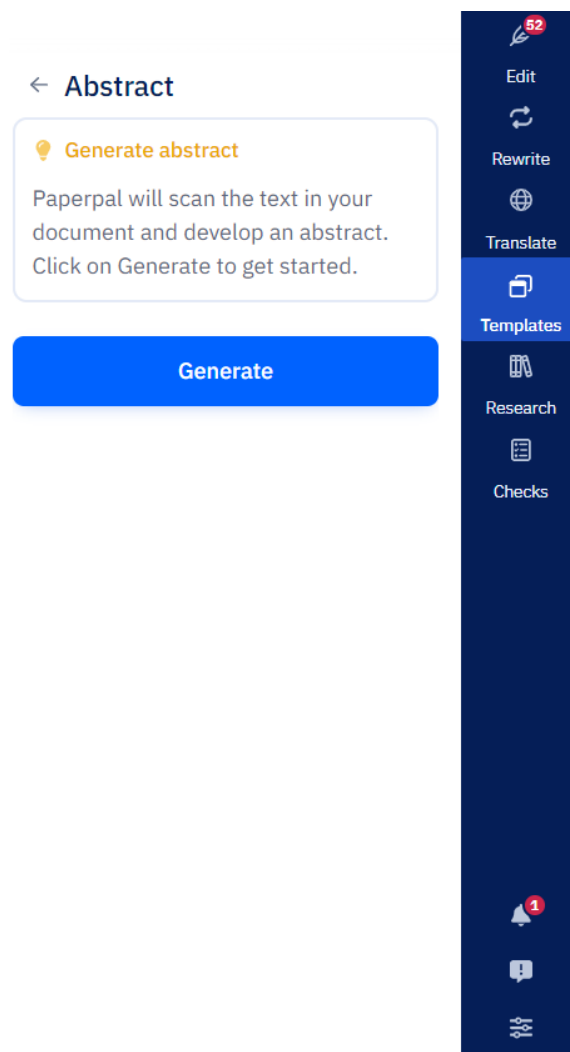 Abstract
Generate abstract
Paperpal will scan the text in your
document and develop an abstract.
Click on Generate to get started.
Generate
52
Edit
Rewrite
Translate
Templates
Research
Checks
1